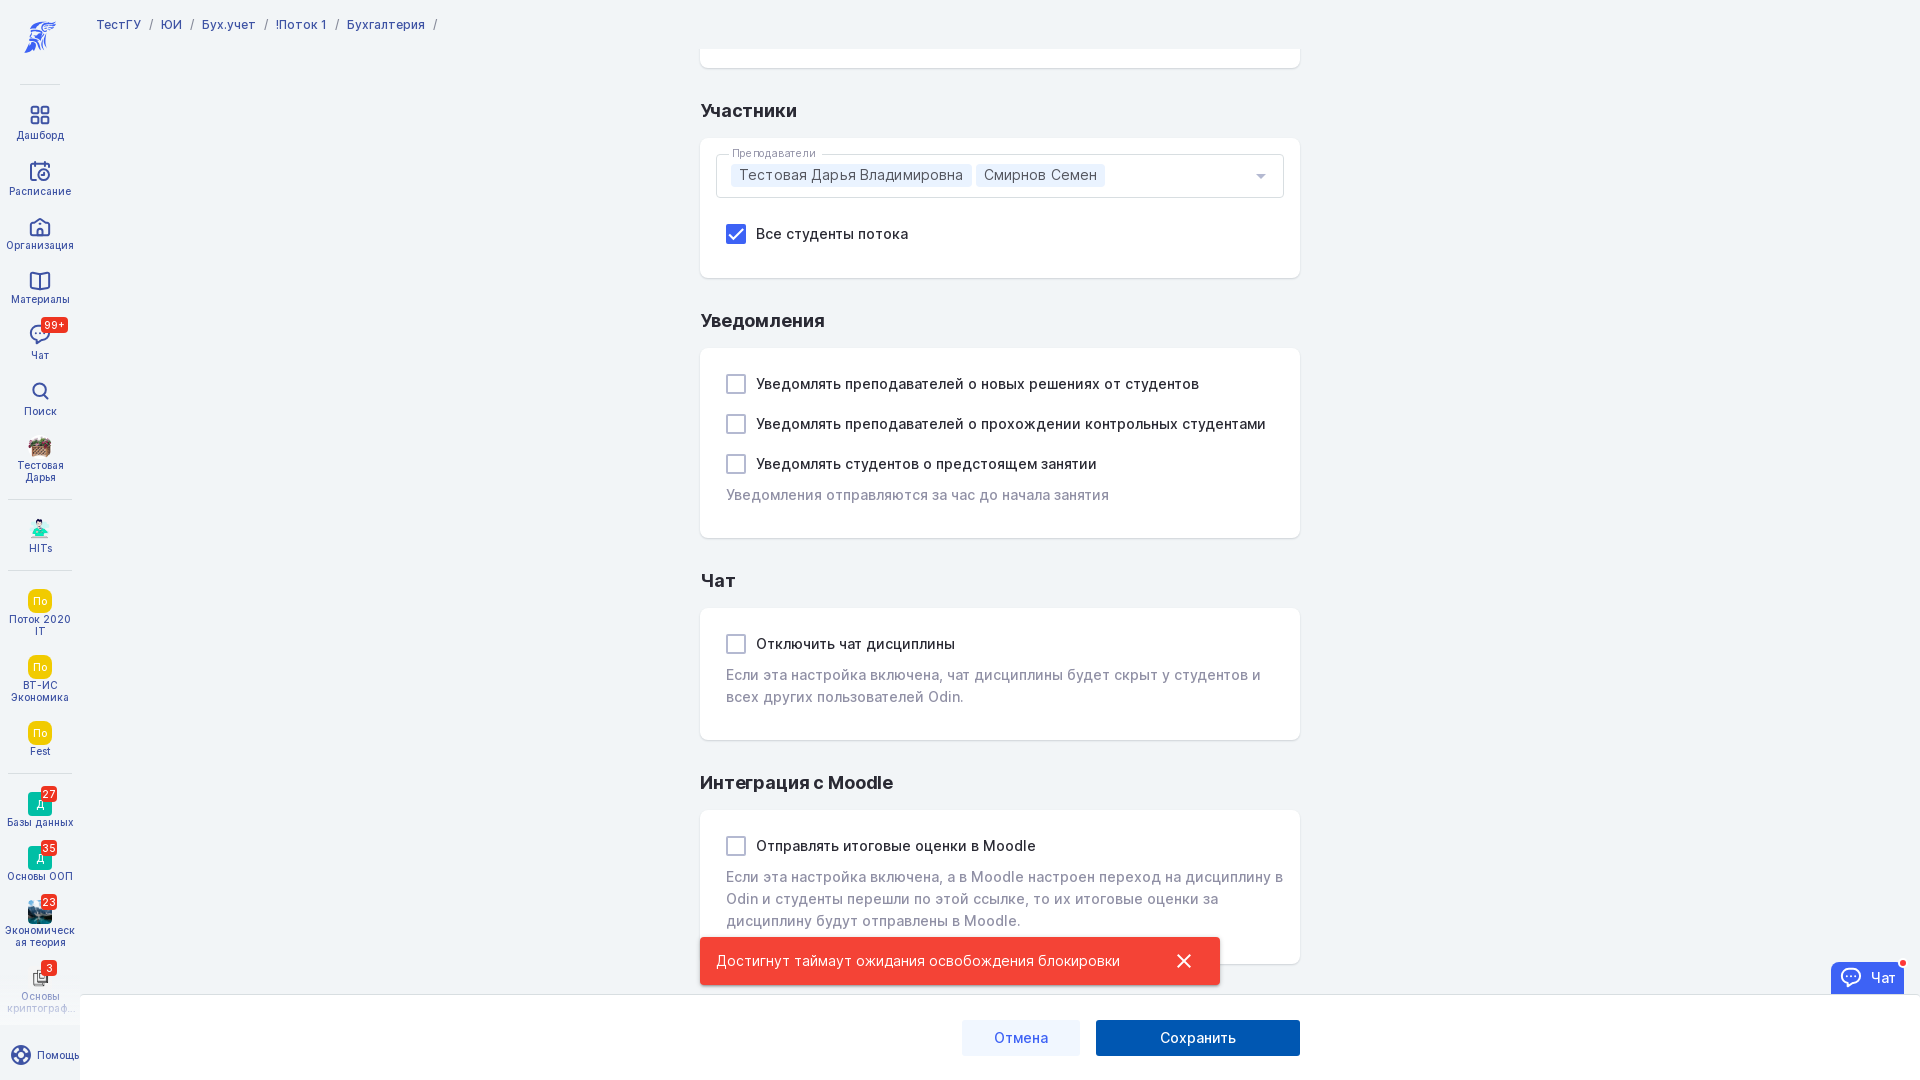 ТестГУ / ЮИ / Бух.учет / !Поток 1 / Бухгалтерия /
Дашборд
Расписание
Организация
Материалы
99+
Чат
Поиск
Тестовая
Дарья
HITs
По
Поток 2020
IT
По
ВТ-ИС
Экономика
По
Fest
27
Д
Базы данных
35
Д
Основы ООП
23
Экономическ
ая теория
3
Основы
криптограф...
Помощь
Участники
Преподаватели
Тестовая Дарья Владимировна Смирнов Семен
Все студенты потока
Уведомления
Уведомлять преподавателей о новых решениях от студентов
Уведомлять преподавателей о прохождении контрольных студентами
Уведомлять студентов о предстоящем занятии
Уведомления отправляются за час до начала занятия
Чат
Отключить чат дисциплины
Если эта настройка включена, чат дисциплины будет скрыт у студентов и
всех других пользователей Odin.
Интеграция с Moodle
Отправлять итоговые оценки в Moodle
Если эта настройка включена, а в Moodle настроен переход на дисциплину в
Odin и студенты перешли по этой ссылке, то их итоговые оценки за
дисциплину будут отправлены в Moodle.
Достигнут таймаут ожидания освобождения блокировки
Чат
Отмена
Сохранить